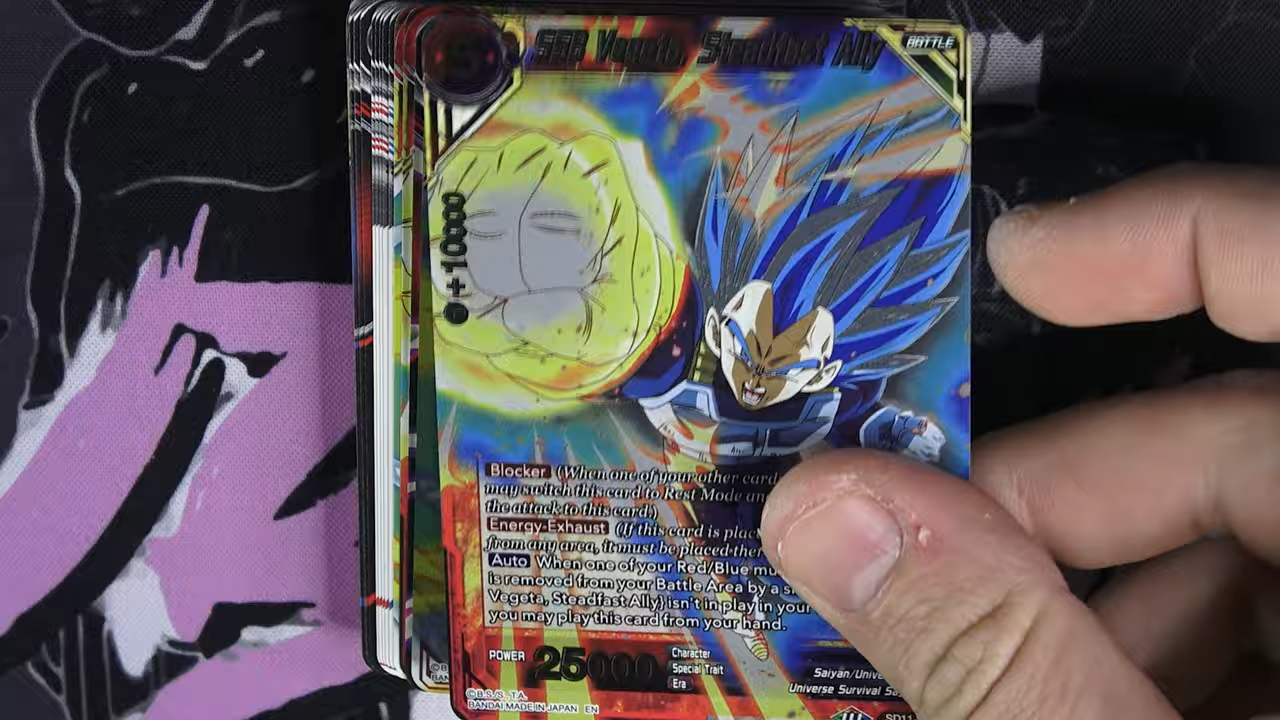 SSB Vegeta, Steadfast Ally
BATTLE
+10000
Blocker (When one of your other card
may switch this card to Rest Mode an
the attack to this card)
Energy-Exhaust (If this card is plac
from any area, it must be placed ther
Auto When one of your Red/Blue mu
is removed from your Battle Area by a s
Vegeta, Steadfast Ally} isn't in play in your
you may play this card from your hand.
POWER 25000
Character
Special Trait
Era
Saiyan/Unive
Universe Survival Sa
©B.S/S., T.A.
BANDAI MADE IN JAPAN EN
SD11